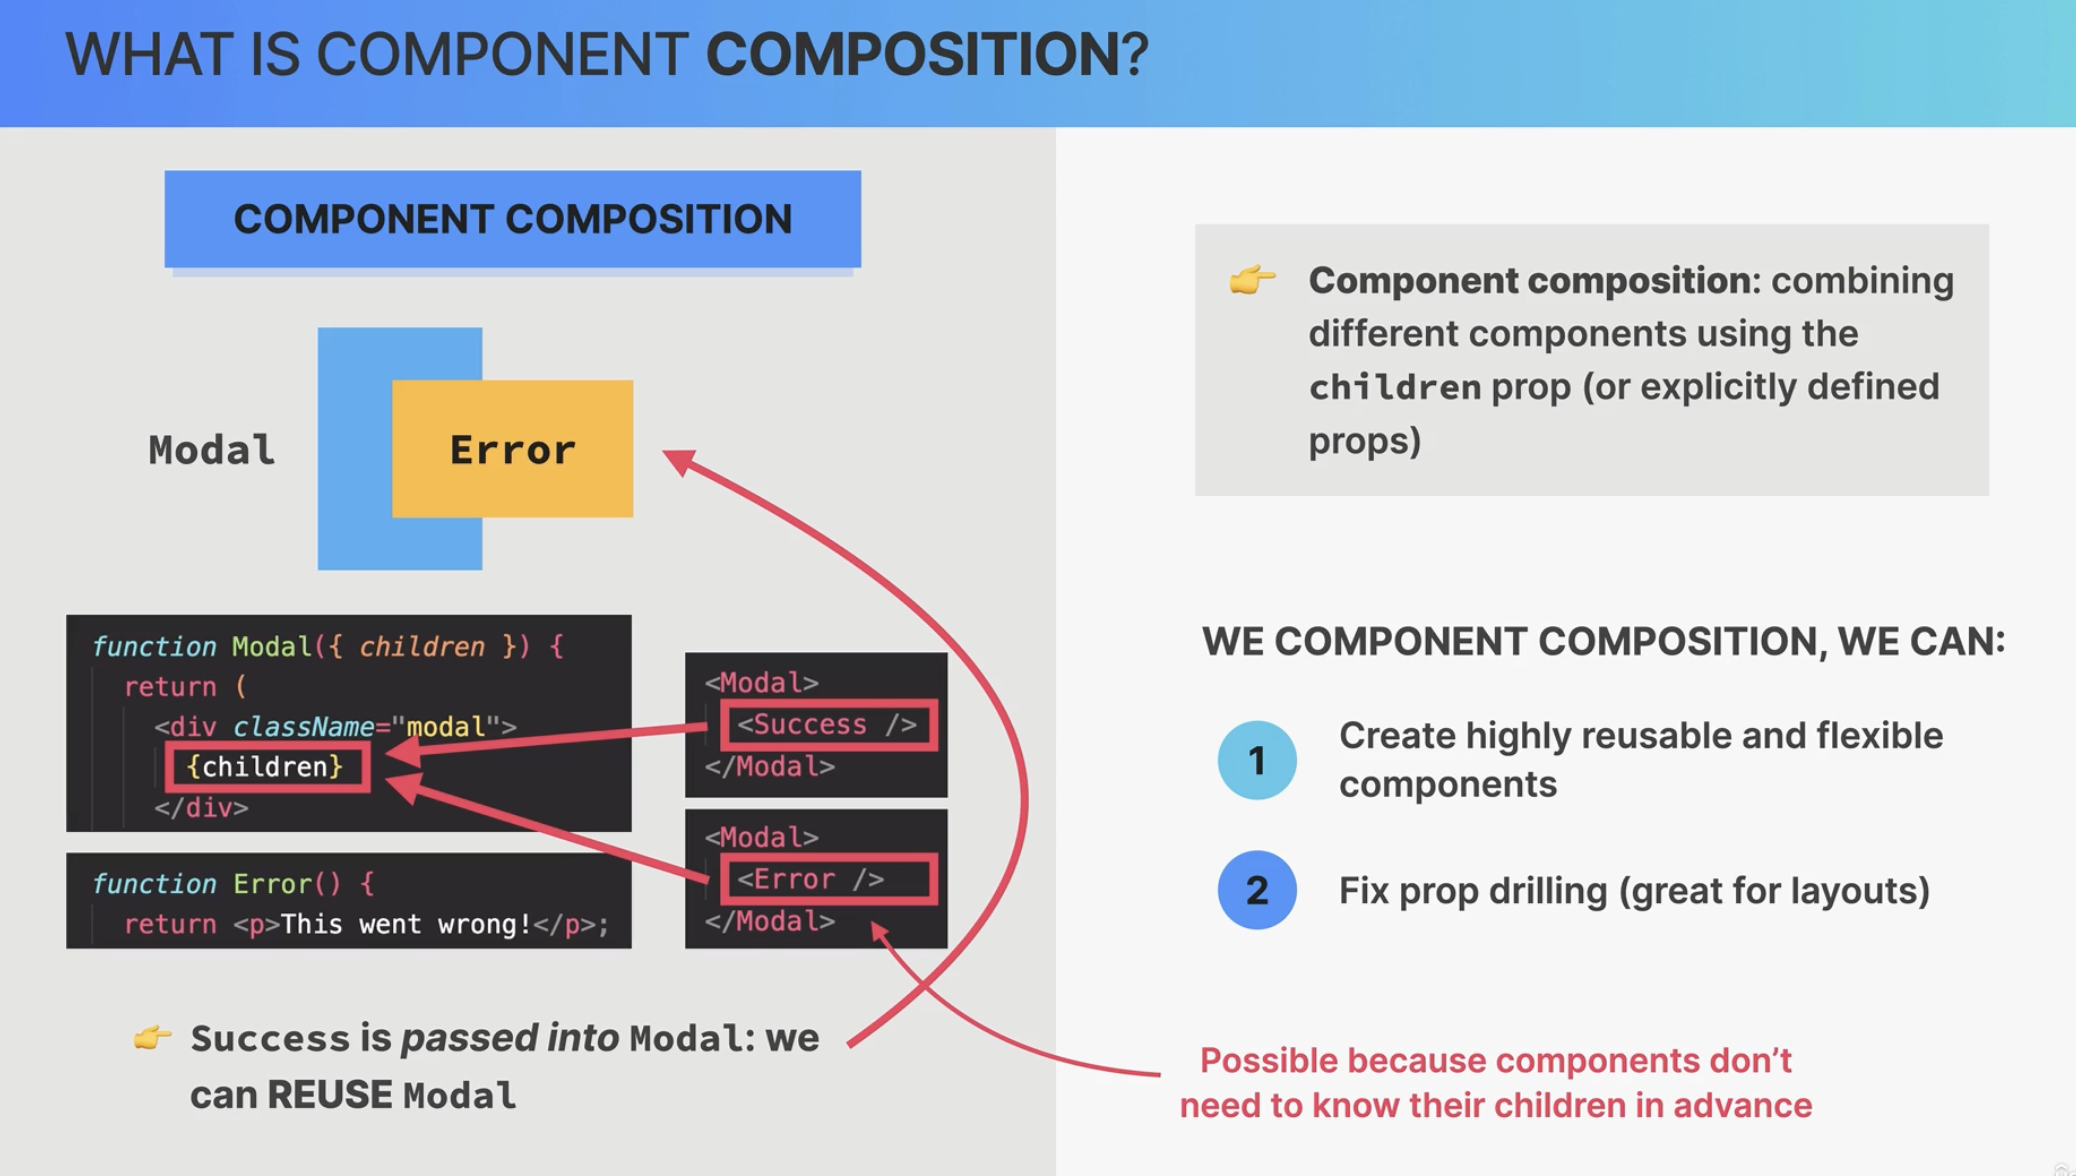 WHAT IS COMPONENT COMPOSITION?
COMPONENT COMPOSITION
Modal
Error
function Modal({ children }) {
return (
<div className="modal">
{children}
</div>
function Error() {
return <p>This went wrong!</p>;
<Modal>
<Success />
</Modal>
<Modal>
<Error />
</Modal>
👉 Success is passed into Modal: we
can REUSE Modal
👉 Component composition: combining
different components using the
children prop (or explicitly defined
props)
WE COMPONENT COMPOSITION, WE CAN:
1 Create highly reusable and flexible
components
2 Fix prop drilling (great for layouts)
Possible because components don't
need to know their children in advance